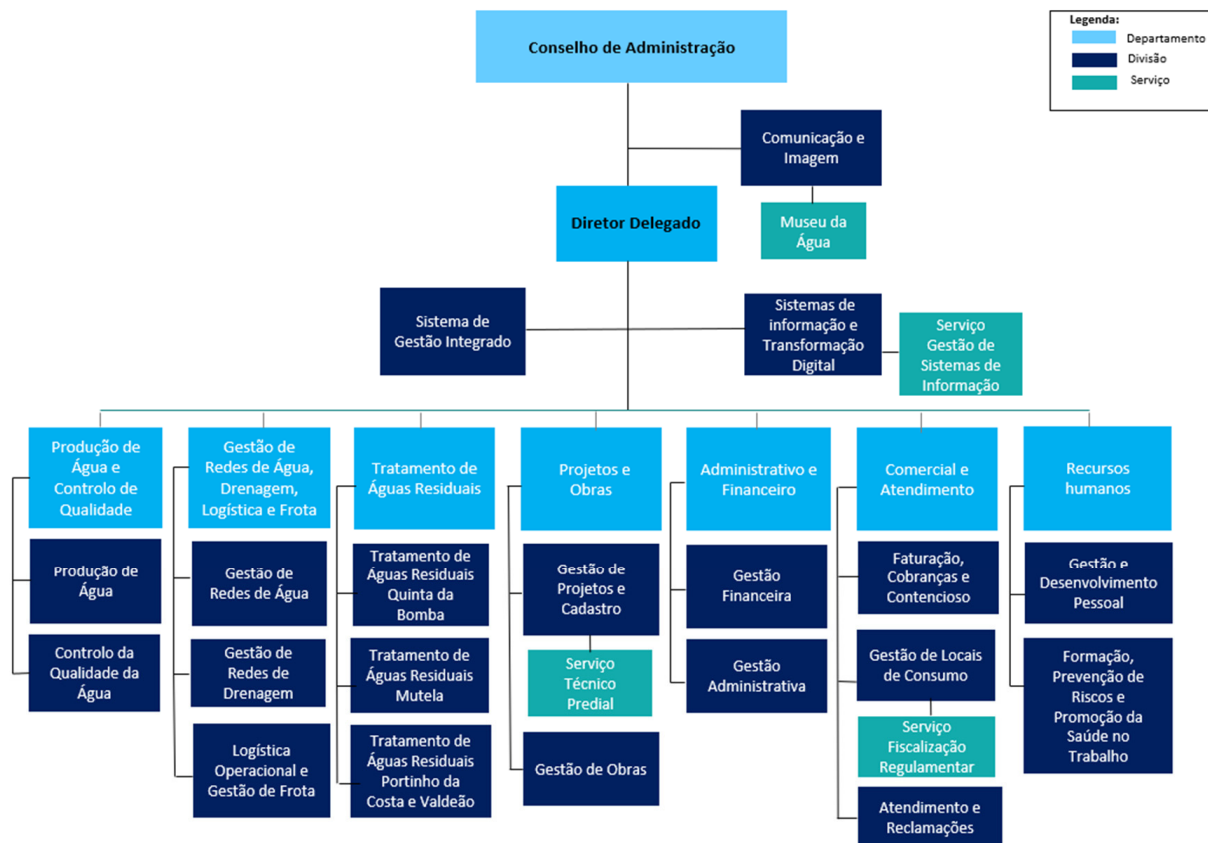 Conselho de Administração
Legenda:
Departamento
Divisão
Serviço
Comunicação e
Imagem
Diretor Delegado
Museu da
Água
Sistema de
Gestão Integrado
Sistemas de
informação e
Transformação
Digital
Serviço
Gestão de
Sistemas de
Informação
Produção de
Água e
Controlo de
Qualidade
Gestão de
Redes de Água,
Drenagem,
Logística e Frota
Tratamento de
Águas Residuais
Projetos e
Obras
Administrativo e
Financeiro
Comercial e
Atendimento
Recursos
humanos
Produção de
Água
Gestão de
Redes de Água
Tratamento de
Águas Residuais
Quinta da
Bomba
Gestão de
Projetos e
Cadastro
Gestão
Financeira
Faturação,
Cobranças e
Contencioso
Gestão e
Desenvolvimento
Pessoal
Controlo da
Qualidade da
Água
Gestão de
Redes de
Drenagem
Tratamento de
Águas Residuais
Mutela
Serviço
Técnico
Predial
Gestão
Administrativa
Gestão de Locais
de Consumo
Formação,
Prevenção de
Riscos e
Promoção da
Saúde no
Trabalho
Logística
Operacional e
Gestão de Frota
Tratamento de
Águas Residuais
Portinho da
Costa e Valdeão
Gestão de Obras
Serviço
Fiscalização
Regulamentar
Atendimento e
Reclamações